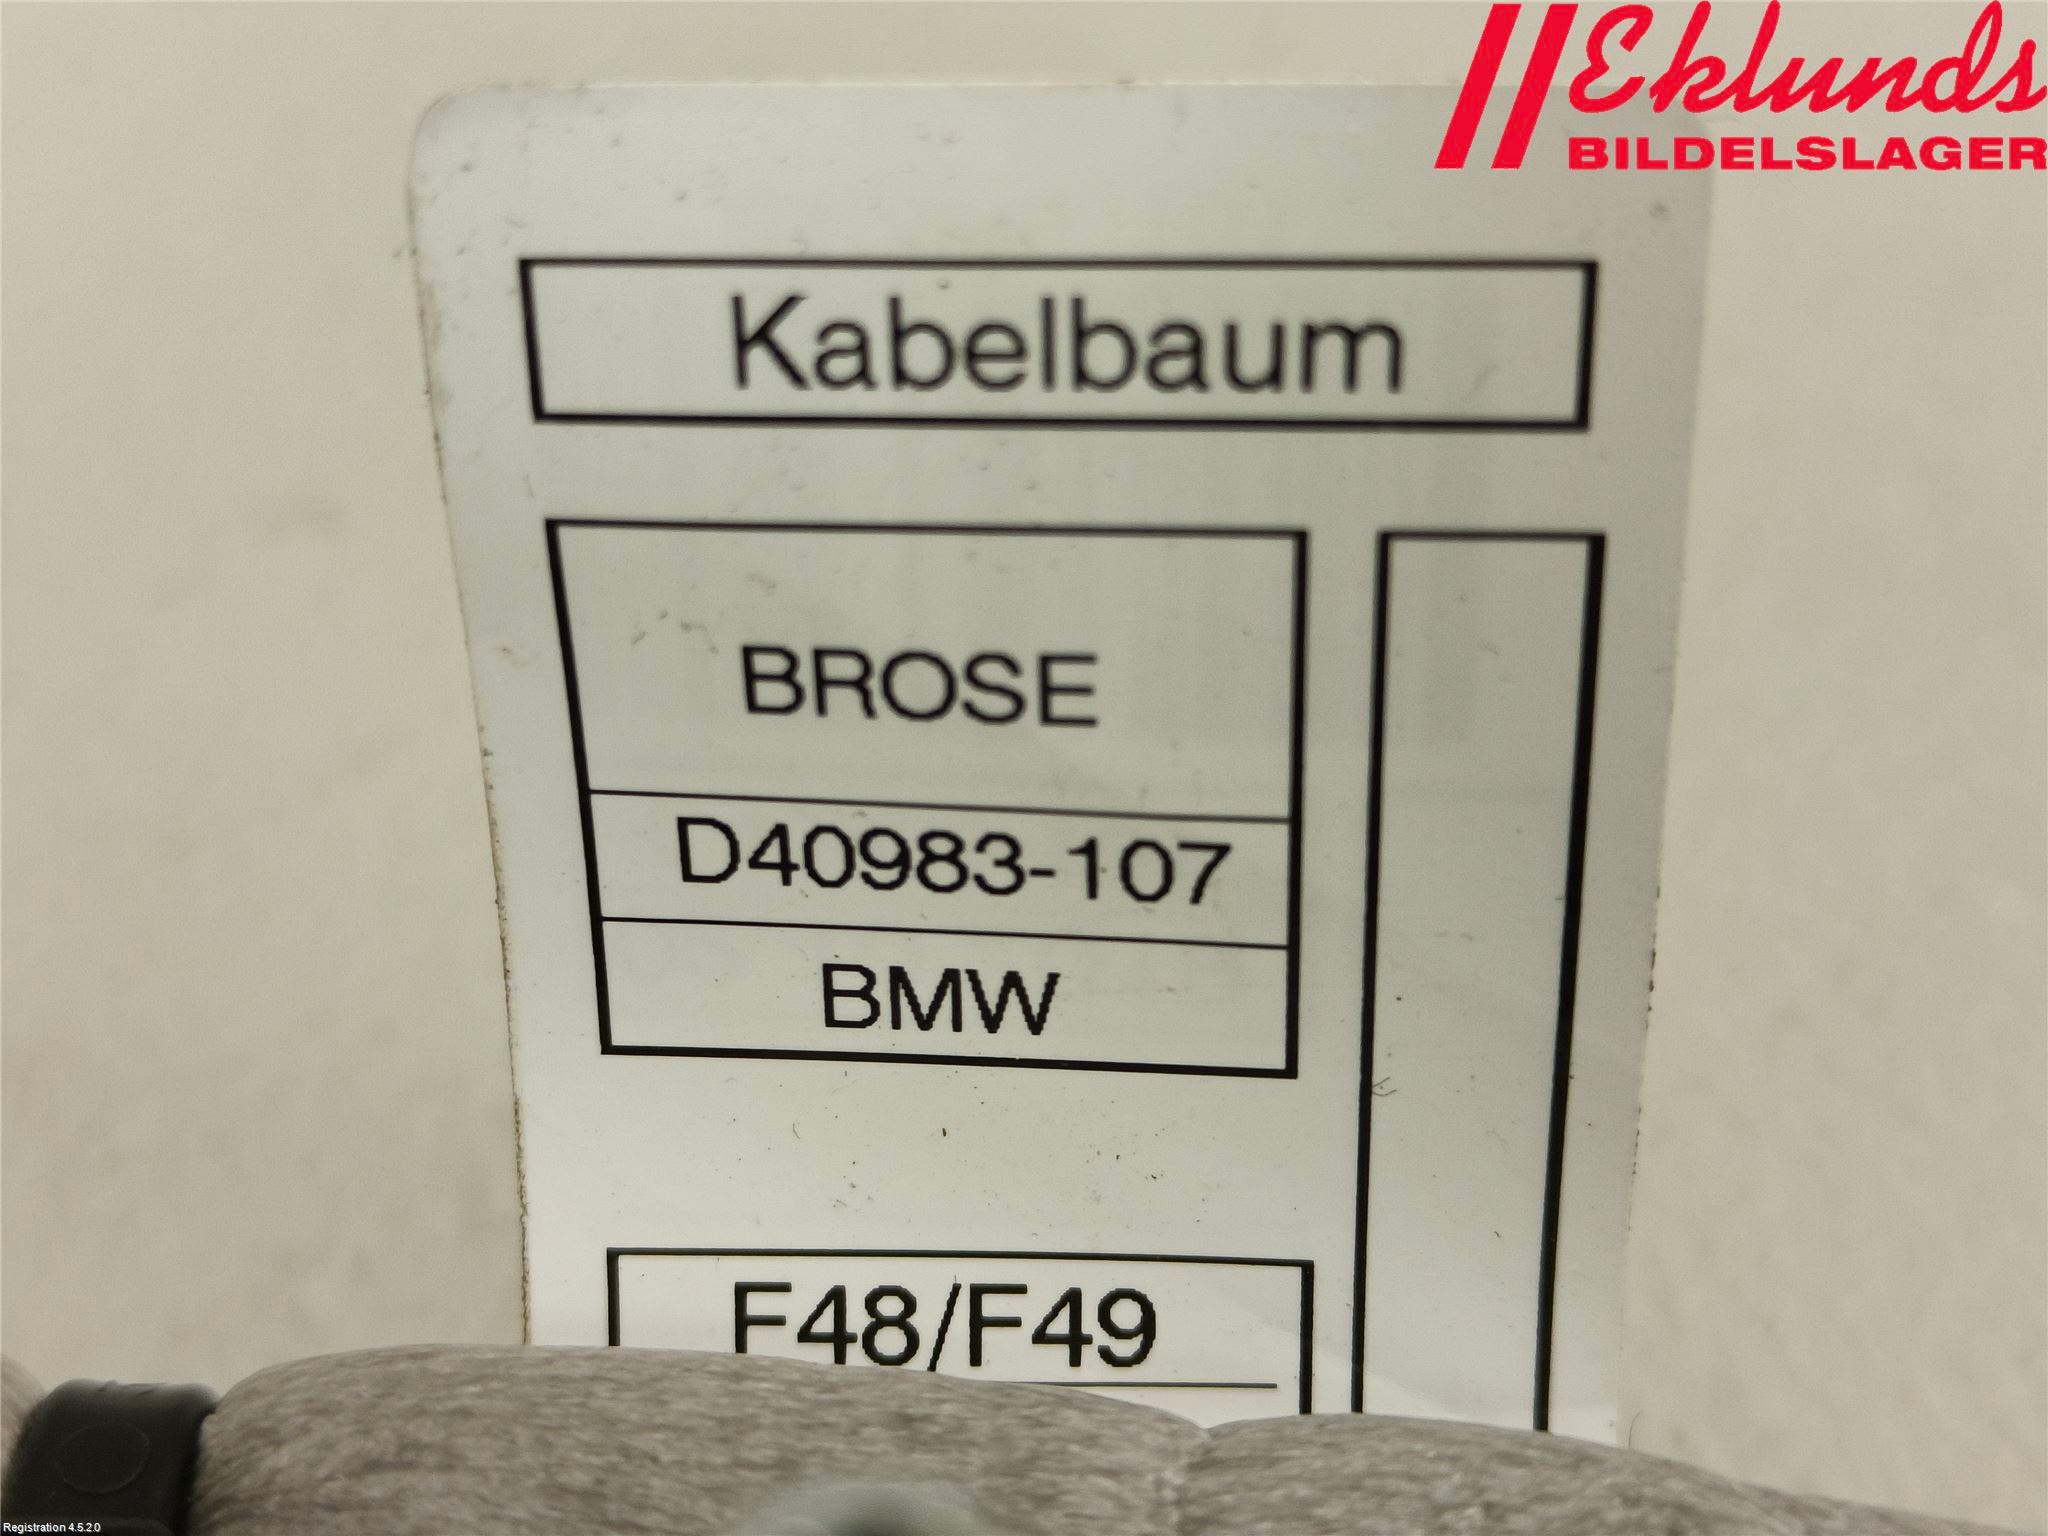 Eklunds
BILDELSLAGER
Kabelbaum
BROSE
D40983-107
BMW
F48/F49
Registration 4.5.2.0